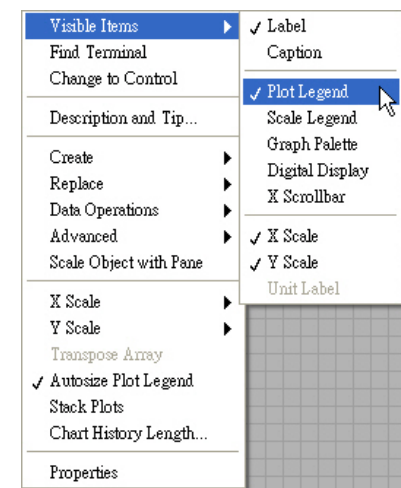 Visible Items
Find Terminal
Change to Control
Description and Tip...
Create
Replace
Data Operations
Advanced
Scale Object with Pane
X Scale
Y Scale
Transpose Array
Autosize Plot Legend
Stack Plots
Chart History Length...
Properties
Label
Caption
Plot Legend
Scale Legend
Graph Palette
Digital Display
X Scrollbar
X Scale
Y Scale
Unit Label